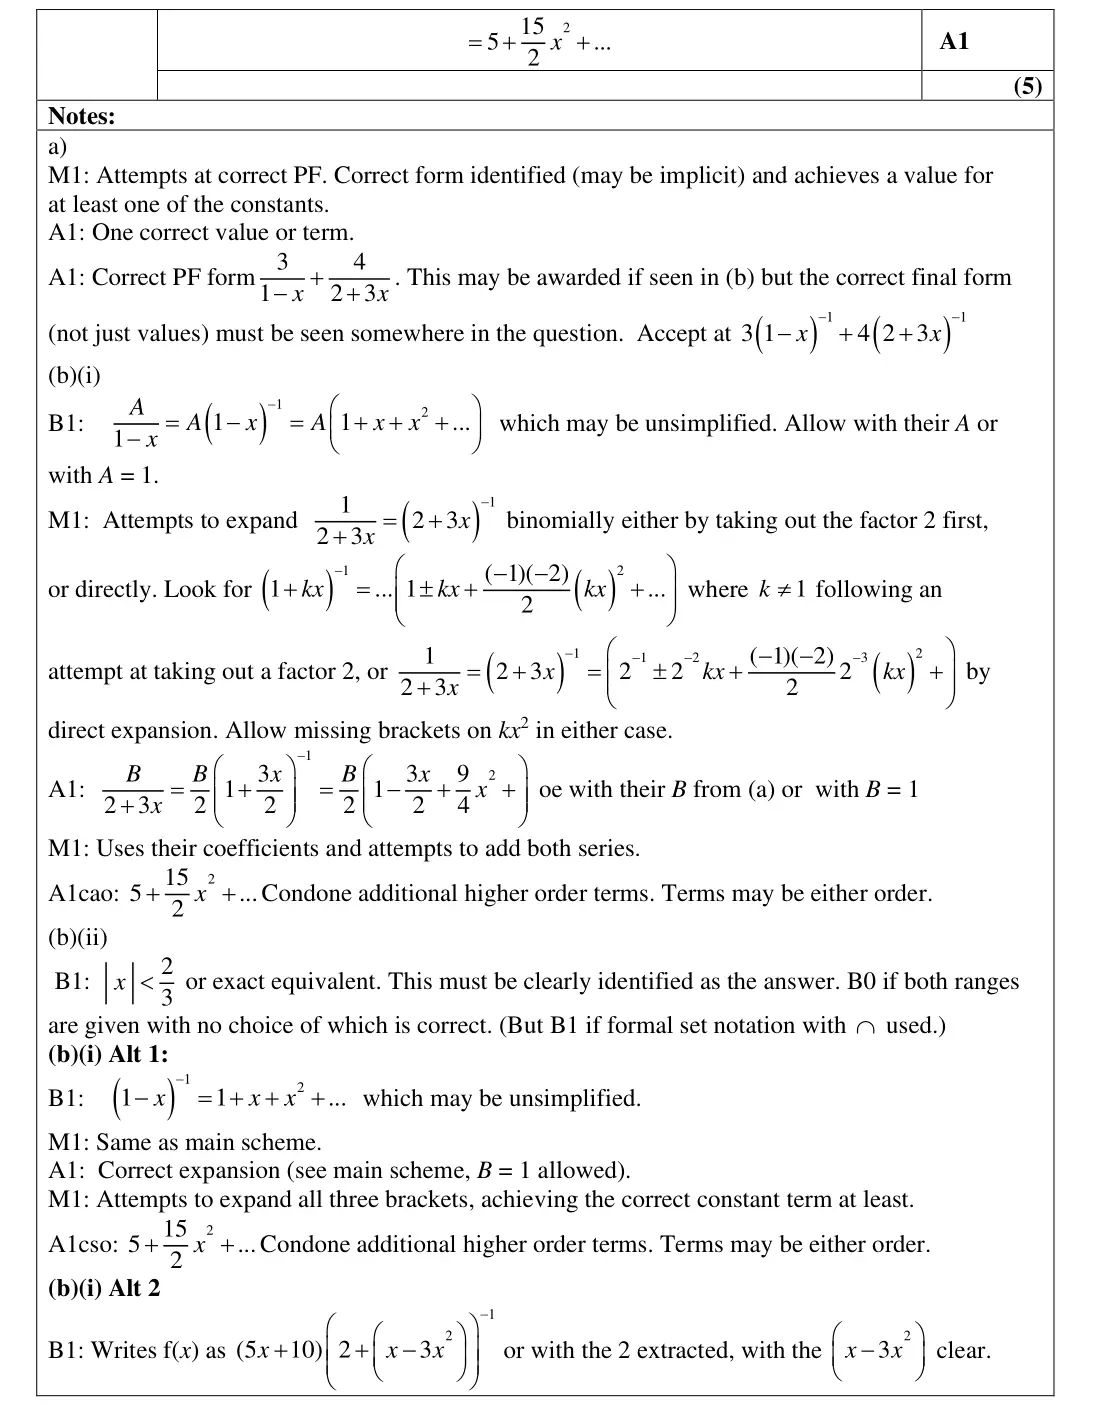 = 5 + 15/2 x² + ... A1
(5)
Notes:
a)
M1: Attempts at correct PF. Correct form identified (may be implicit) and achieves a value for
at least one of the constants.
A1: One correct value or term.
A1: Correct PF form 3/(1−x) + 4/(2+3x) . This may be awarded if seen in (b) but the correct final form
(not just values) must be seen somewhere in the question. Accept at 3(1−x)⁻¹ + 4(2+3x)⁻¹
(b)(i)
B1: A/(1−x) = A(1−x)⁻¹ = A(1+x+x²+...) which may be unsimplified. Allow with their A or
with A = 1.
M1: Attempts to expand 1/(2+3x) = (2+3x)⁻¹ binomially either by taking out the factor 2 first,
or directly. Look for (1+kx)⁻¹ = ...(1±kx+(−1)(−2)/2 (kx)²+...) where k ≠ 1 following an
attempt at taking out a factor 2, or 1/(2+3x) = (2+3x)⁻¹ = (2⁻¹ ± 2⁻²kx + (−1)(−2)/2 2⁻³(kx)² + ) by
direct expansion. Allow missing brackets on kx² in either case.
A1: B/(2+3x) = B/2 (1+3x/2)⁻¹ = B/2 (1−3x/2+9/4 x²+ ) oe with their B from (a) or with B = 1
M1: Uses their coefficients and attempts to add both series.
A1cao: 5 + 15/2 x² + ... Condone additional higher order terms. Terms may be either order.
(b)(ii)
B1: |x| < 2/3 or exact equivalent. This must be clearly identified as the answer. B0 if both ranges
are given with no choice of which is correct. (But B1 if formal set notation with ∩ used.)
(b)(i) Alt 1:
B1: (1−x)⁻¹ = 1+x+x²+... which may be unsimplified.
M1: Same as main scheme.
A1: Correct expansion (see main scheme, B = 1 allowed).
M1: Attempts to expand all three brackets, achieving the correct constant term at least.
A1cso: 5 + 15/2 x² + ... Condone additional higher order terms. Terms may be either order.
(b)(i) Alt 2
B1: Writes f(x) as (5x+10)(2+(x−3x²))⁻¹ or with the 2 extracted, with the (x−3x²) clear.